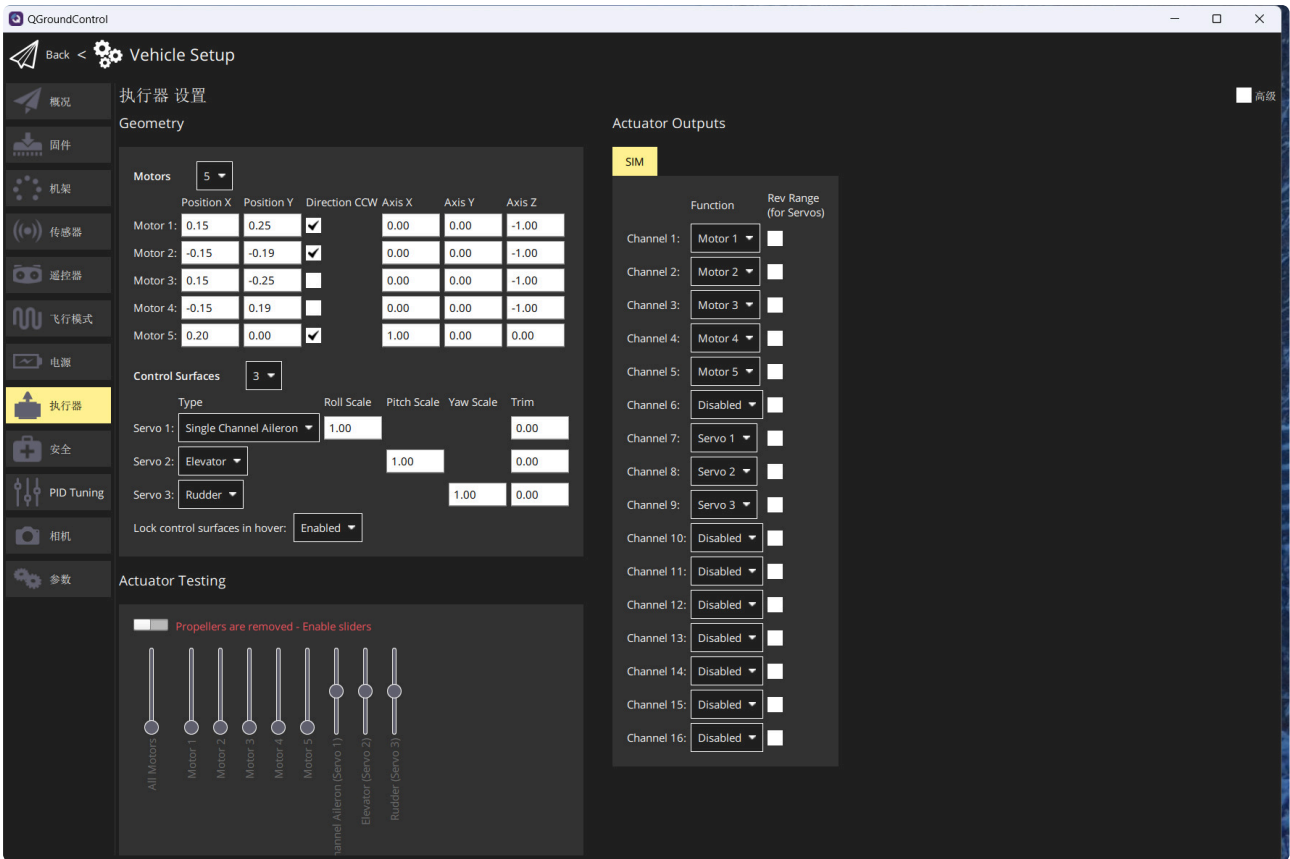 QGroundControl
Back < Vehicle Setup
概况
固件
机架
传感器
遥控器
飞行模式
电源
执行器
安全
PID Tuning
相机
参数
执行器 设置
高级
Geometry
Motors 5
Position X Position Y Direction CCW Axis X Axis Y Axis Z
Motor 1: 0.15 0.25 0.00 0.00 -1.00
Motor 2: -0.15 -0.19 0.00 0.00 -1.00
Motor 3: 0.15 -0.25 0.00 0.00 -1.00
Motor 4: -0.15 0.19 0.00 0.00 -1.00
Motor 5: 0.20 0.00 1.00 0.00 0.00
Control Surfaces 3
Type Roll Scale Pitch Scale Yaw Scale Trim
Servo 1: Single Channel Aileron 1.00 0.00
Servo 2: Elevator 1.00 0.00
Servo 3: Rudder 1.00 0.00
Lock control surfaces in hover: Enabled
Actuator Testing
Propellers are removed - Enable sliders
All Motors
Motor 1
Motor 2
Motor 3
Motor 4
Motor 5
Aileron (Servo 1)
Elevator (Servo 2)
Rudder (Servo 3)
Actuator Outputs
SIM
Function Rev Range
(for Servos)
Channel 1: Motor 1
Channel 2: Motor 2
Channel 3: Motor 3
Channel 4: Motor 4
Channel 5: Motor 5
Channel 6: Disabled
Channel 7: Servo 1
Channel 8: Servo 2
Channel 9: Servo 3
Channel 10: Disabled
Channel 11: Disabled
Channel 12: Disabled
Channel 13: Disabled
Channel 14: Disabled
Channel 15: Disabled
Channel 16: Disabled